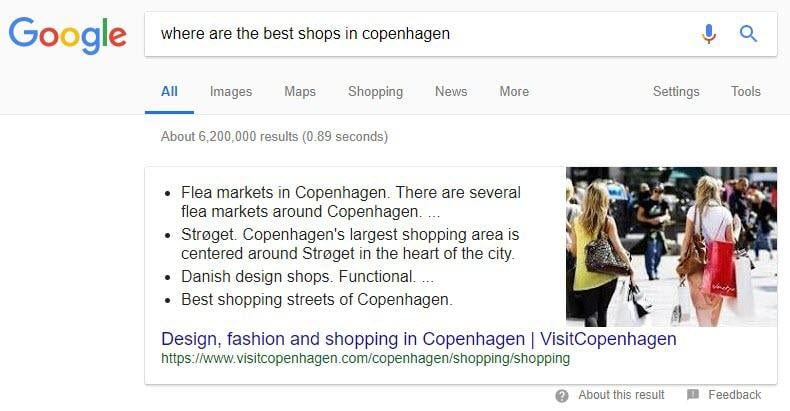 Google
where are the best shops in copenhagen
All Images Maps Shopping News More Settings Tools
About 6,200,000 results (0.89 seconds)
• Flea markets in Copenhagen. There are several
flea markets around Copenhagen. ...
• Strøget. Copenhagen's largest shopping area is
centered around Strøget in the heart of the city.
• Danish design shops. Functional. ...
• Best shopping streets of Copenhagen.
Design, fashion and shopping in Copenhagen | VisitCopenhagen
https://www.visitcopenhagen.com/copenhagen/shopping/shopping
About this result Feedback